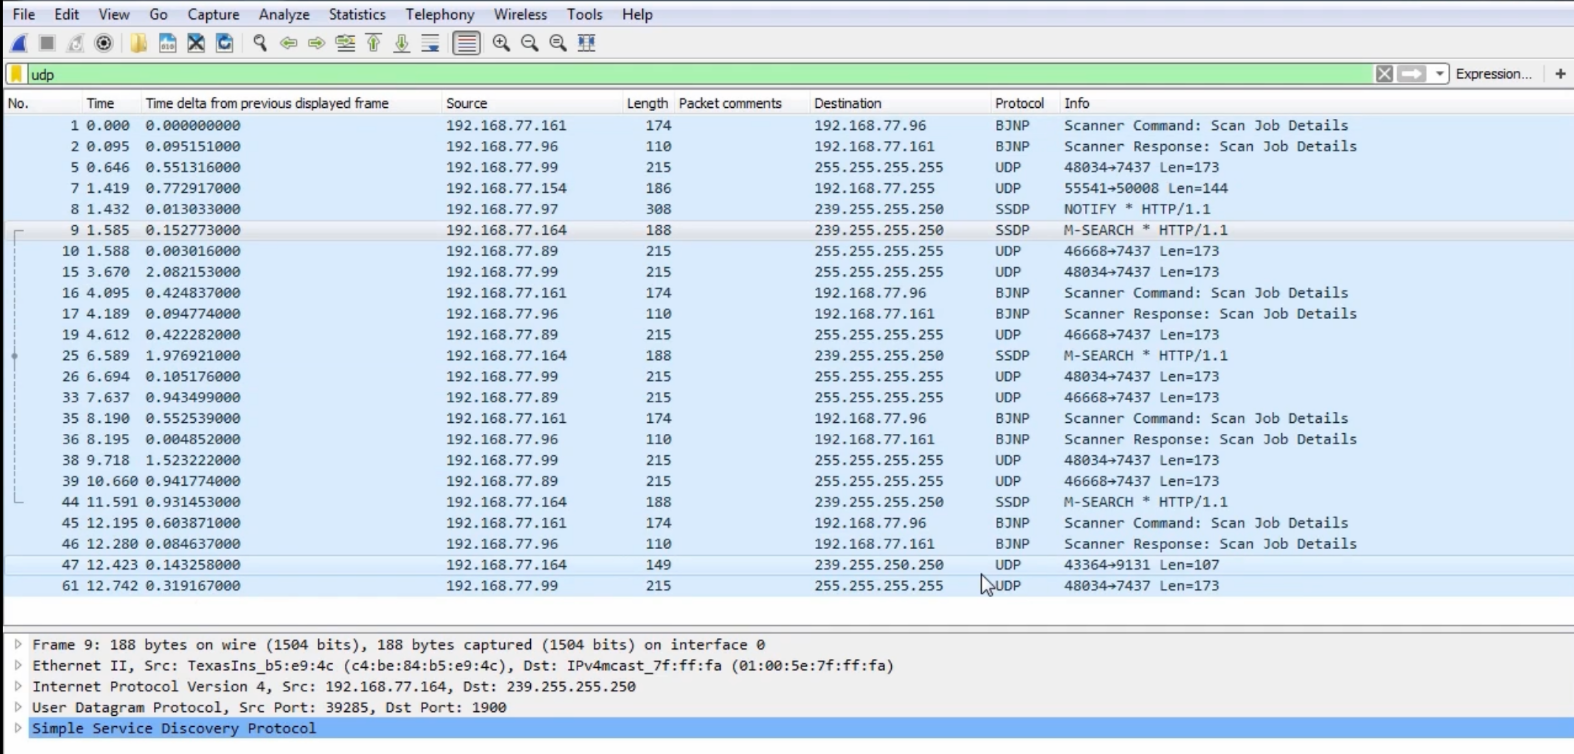 File Edit View Go Capture Analyze Statistics Telephony Wireless Tools Help
udp Expression... +
No. Time Time delta from previous displayed frame Source Length Packet comments Destination Protocol Info
1 0.000 0.000000000 192.168.77.161 174 192.168.77.96 BJNP Scanner Command: Scan Job Details
2 0.095 0.095151000 192.168.77.96 110 192.168.77.161 BJNP Scanner Response: Scan Job Details
5 0.646 0.551316000 192.168.77.99 215 255.255.255.255 UDP 48034→7437 Len=173
7 1.419 0.772917000 192.168.77.154 186 192.168.77.255 UDP 55541→50008 Len=144
8 1.432 0.013033000 192.168.77.97 308 239.255.255.250 SSDP NOTIFY * HTTP/1.1
9 1.585 0.152773000 192.168.77.164 188 239.255.255.250 SSDP M-SEARCH * HTTP/1.1
10 1.588 0.003016000 192.168.77.89 215 255.255.255.255 UDP 46668→7437 Len=173
15 3.670 2.082153000 192.168.77.99 215 255.255.255.255 UDP 48034→7437 Len=173
16 4.095 0.424837000 192.168.77.161 174 192.168.77.96 BJNP Scanner Command: Scan Job Details
17 4.189 0.094774000 192.168.77.96 110 192.168.77.161 BJNP Scanner Response: Scan Job Details
19 4.612 0.422282000 192.168.77.89 215 255.255.255.255 UDP 46668→7437 Len=173
25 6.589 1.976921000 192.168.77.164 188 239.255.255.250 SSDP M-SEARCH * HTTP/1.1
26 6.694 0.105176000 192.168.77.99 215 255.255.255.255 UDP 48034→7437 Len=173
33 7.637 0.943499000 192.168.77.89 215 255.255.255.255 UDP 46668→7437 Len=173
35 8.190 0.552539000 192.168.77.161 174 192.168.77.96 BJNP Scanner Command: Scan Job Details
36 8.195 0.004852000 192.168.77.96 110 192.168.77.161 BJNP Scanner Response: Scan Job Details
38 9.718 1.523222000 192.168.77.99 215 255.255.255.255 UDP 48034→7437 Len=173
39 10.660 0.941774000 192.168.77.89 215 255.255.255.255 UDP 46668→7437 Len=173
44 11.591 0.931453000 192.168.77.164 188 239.255.255.250 SSDP M-SEARCH * HTTP/1.1
45 12.195 0.603871000 192.168.77.161 174 192.168.77.96 BJNP Scanner Command: Scan Job Details
46 12.280 0.084637000 192.168.77.96 110 192.168.77.161 BJNP Scanner Response: Scan Job Details
47 12.423 0.143258000 192.168.77.164 149 239.255.250.250 UDP 43364→9131 Len=107
61 12.742 0.319167000 192.168.77.99 215 255.255.255.255 UDP 48034→7437 Len=173
Frame 9: 188 bytes on wire (1504 bits), 188 bytes captured (1504 bits) on interface 0
Ethernet II, Src: TexasIns_b5:e9:4c (c4:be:84:b5:e9:4c), Dst: IPv4mcast_7f:ff:fa (01:00:5e:7f:ff:fa)
Internet Protocol Version 4, Src: 192.168.77.164, Dst: 239.255.255.250
User Datagram Protocol, Src Port: 39285, Dst Port: 1900
Simple Service Discovery Protocol